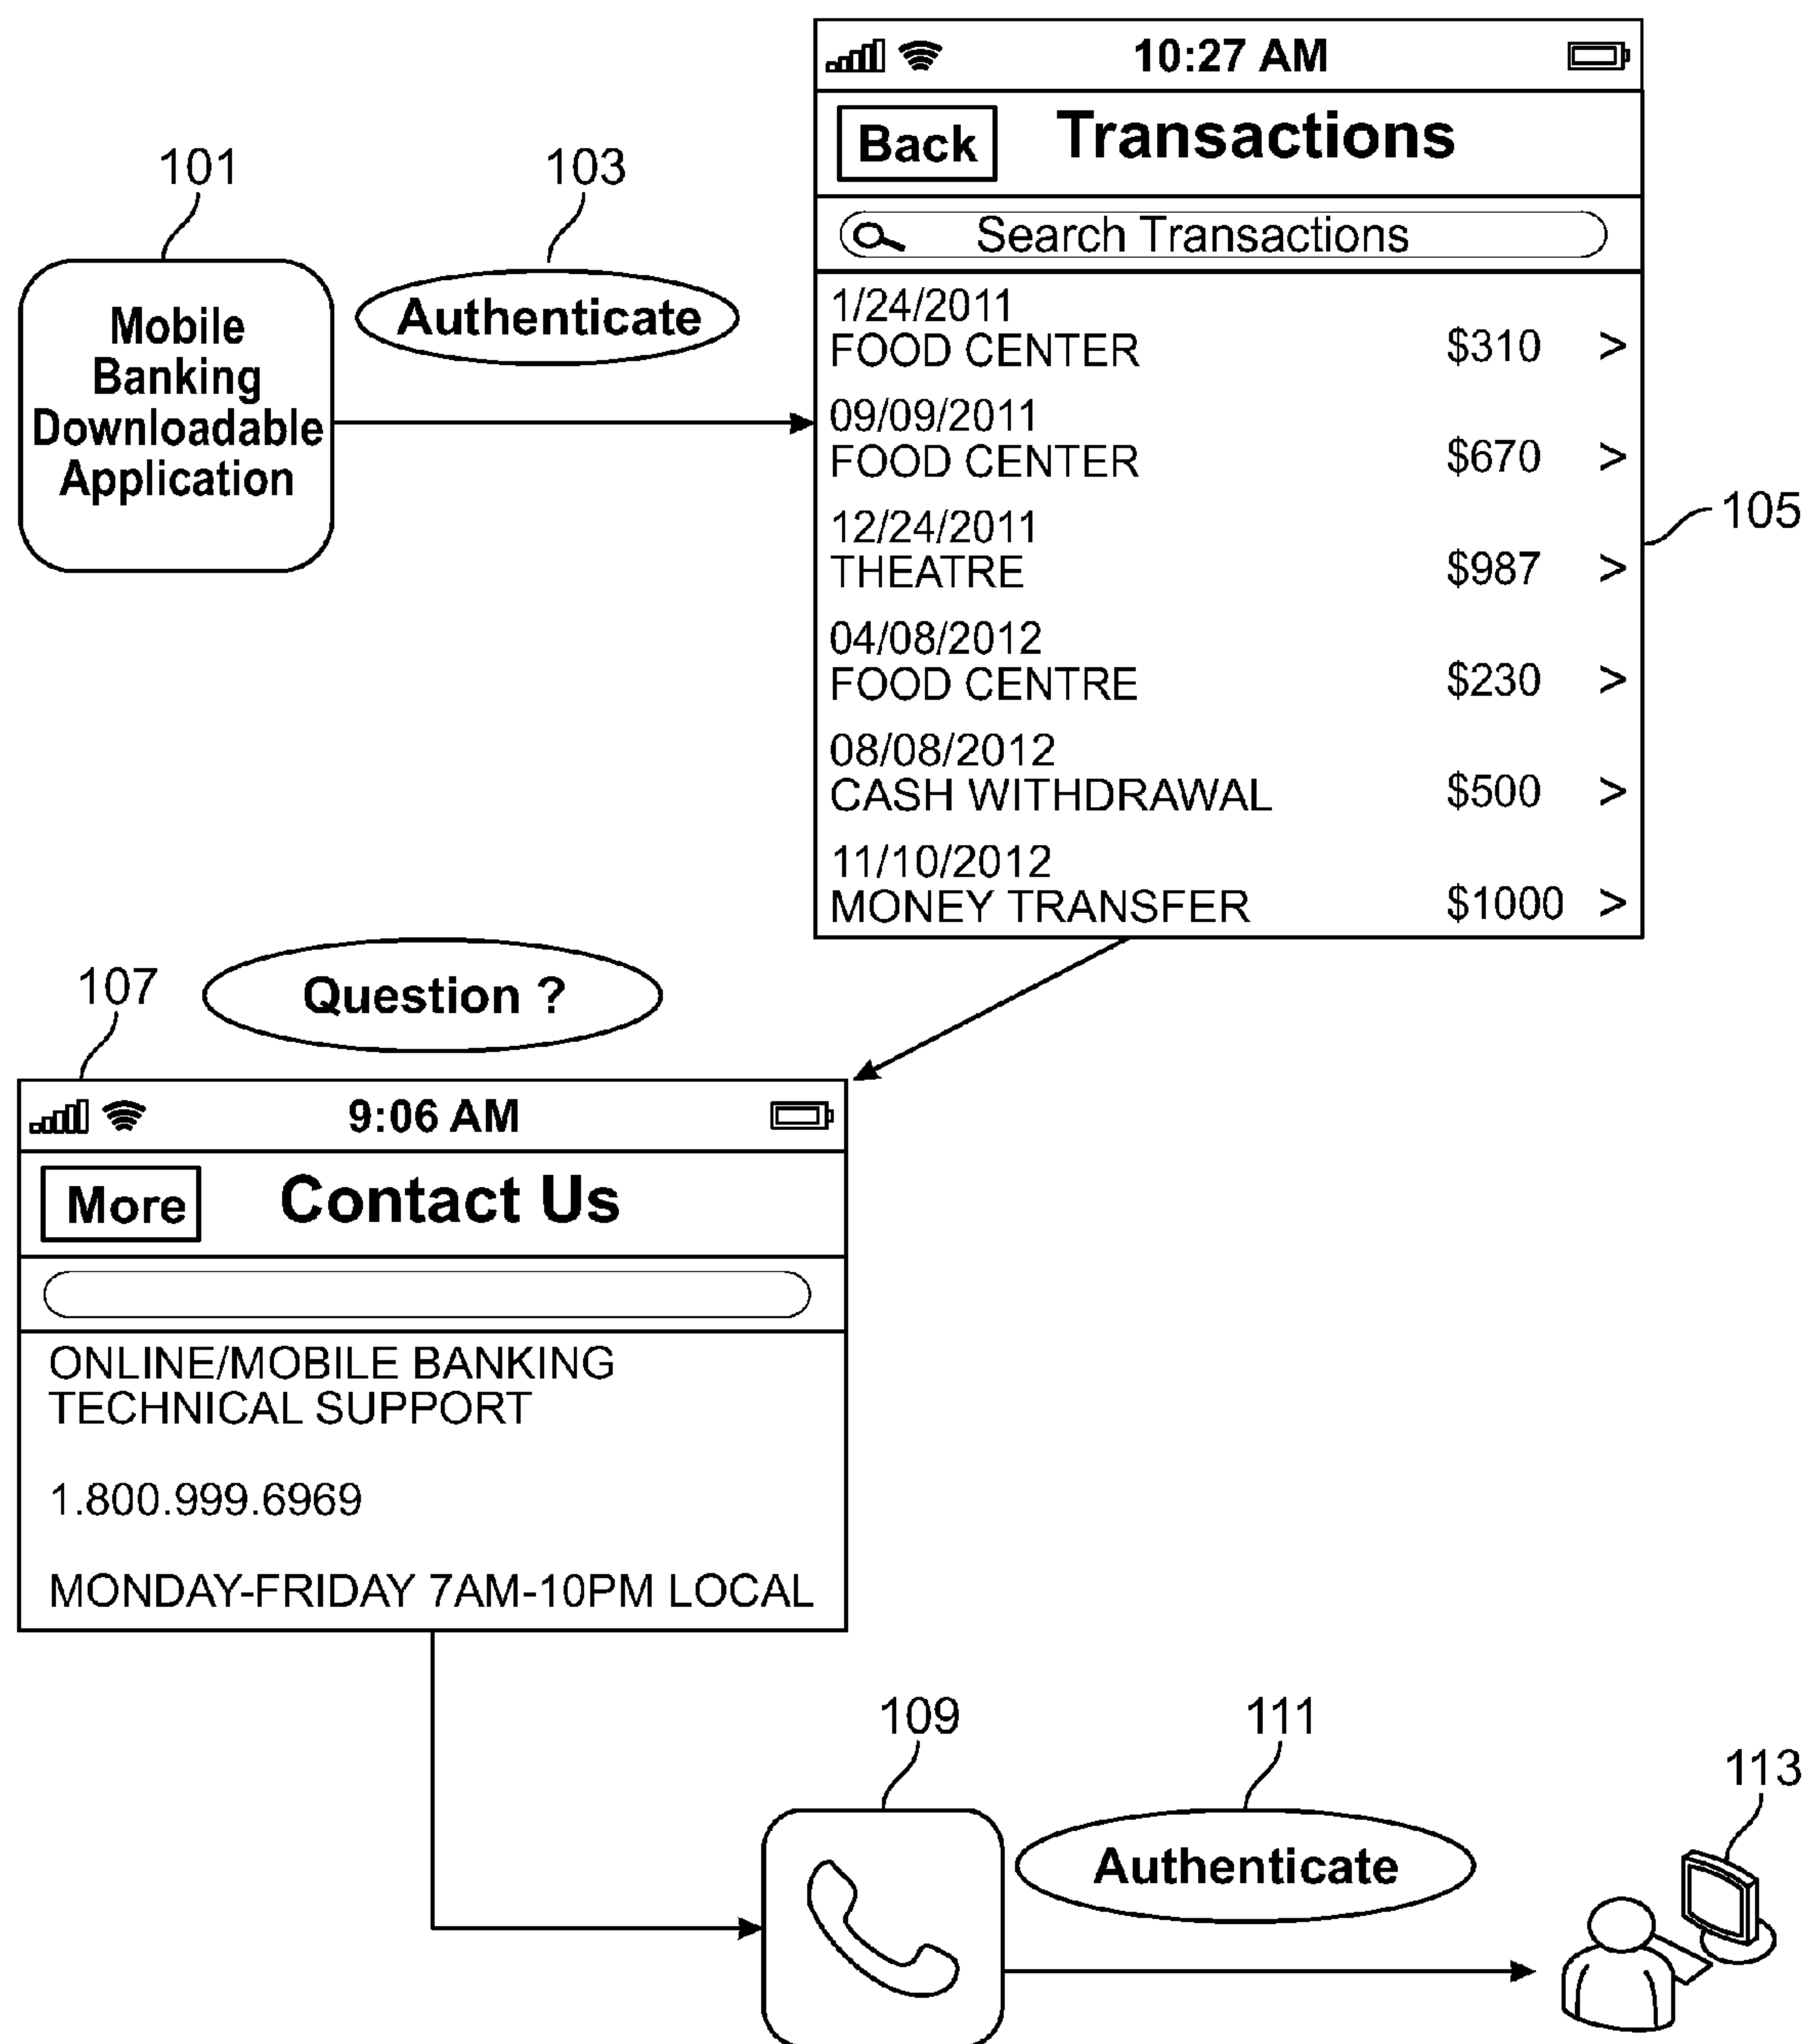 101
103
Mobile
Banking
Downloadable
Application
Authenticate
10:27 AM
Back
Transactions
Search Transactions
1/24/2011
FOOD CENTER $310 >
09/09/2011
FOOD CENTER $670 >
12/24/2011
THEATRE $987 >
04/08/2012
FOOD CENTRE $230 >
08/08/2012
CASH WITHDRAWAL $500 >
11/10/2012
MONEY TRANSFER $1000 >
105
107
Question ?
9:06 AM
More
Contact Us
ONLINE/MOBILE BANKING
TECHNICAL SUPPORT
1.800.999.6969
MONDAY-FRIDAY 7AM-10PM LOCAL
109
111
113
Authenticate